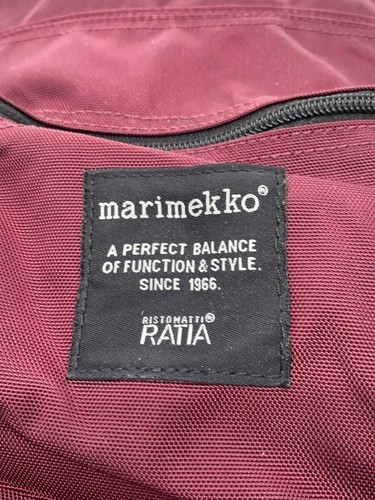 marimekko®
A PERFECT BALANCE
OF FUNCTION & STYLE.
SINCE 1966.
RISTOMATTI®
RATIA